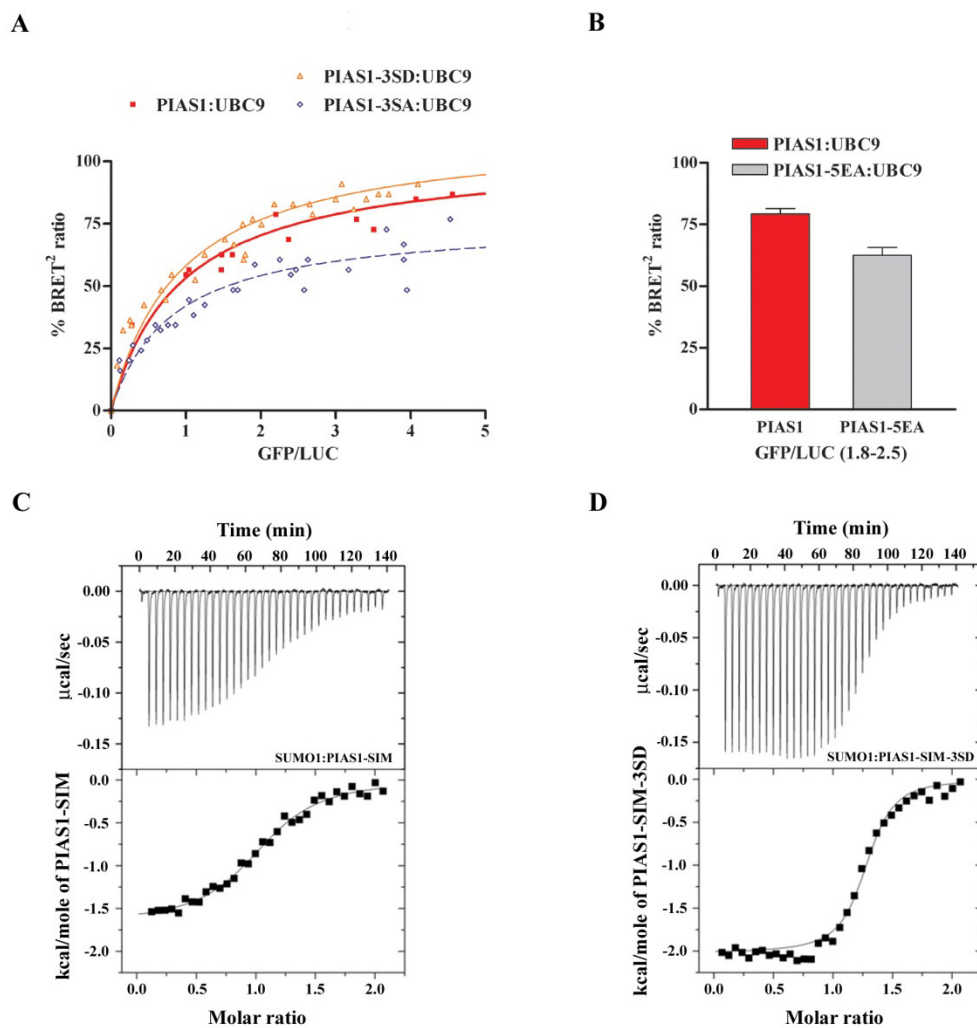 A
PIAS1-3SD:UBC9
PIAS1:UBC9
PIAS1-3SA:UBC9
100
75
50
25
0
% BRET² ratio
0 1 2 3 4 5
GFP/LUC
B
PIAS1:UBC9
PIAS1-5EA:UBC9
100
75
50
25
0
% BRET² ratio
PIAS1 PIAS1-5EA
GFP/LUC (1.8-2.5)
C
Time (min)
0 20 40 60 80 100 120 140
0.00
-0.05
-0.10
-0.15
µcal/sec
SUMO1:PIAS1-SIM
0.0
-0.5
-1.0
-1.5
-2.0
kcal/mole of PIAS1-SIM
0.0 0.5 1.0 1.5 2.0
Molar ratio
D
Time (min)
0 20 40 60 80 100 120 140
0.00
-0.05
-0.10
-0.15
µcal/sec
SUMO1:PIAS1-SIM-3SD
0.0
-0.5
-1.0
-1.5
-2.0
kcal/mole of PIAS1-SIM-3SD
0.0 0.5 1.0 1.5 2.0
Molar ratio